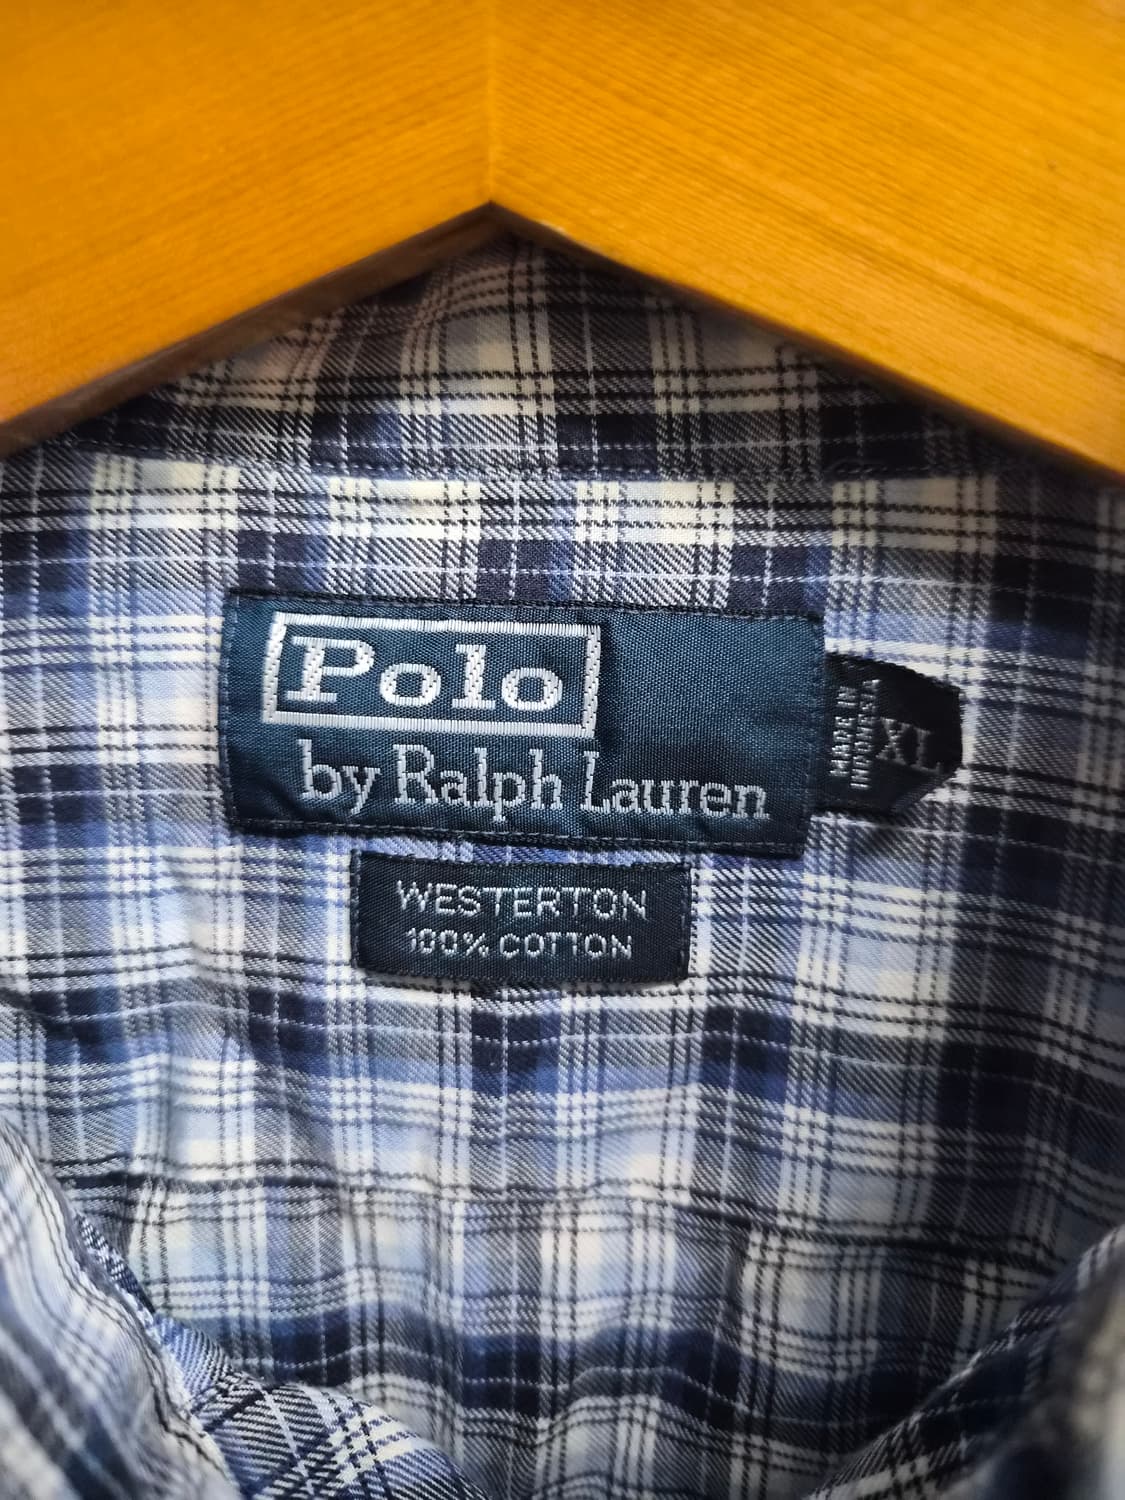 Polo
by Ralph Lauren
MADE IN
INDONESIA
XL
WESTERTON
100% COTTON